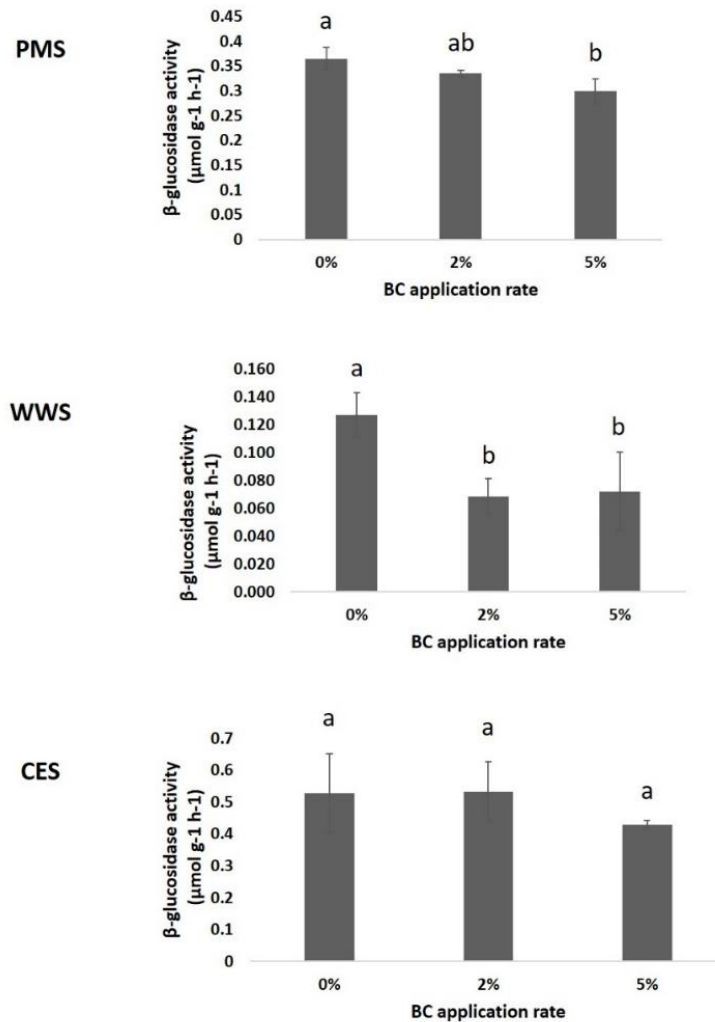 PMS
β-glucosidase activity
(μmol g-1 h-1)
0.45
0.4
0.35
0.3
0.25
0.2
0.15
0.1
0.05
0
a
ab
b
0%
2%
5%
BC application rate
WWS
β-glucosidase activity
(μmol g-1 h-1)
0.160
0.140
0.120
0.100
0.080
0.060
0.040
0.020
0.000
a
b
b
0%
2%
5%
BC application rate
CES
β-glucosidase activity
(μmol g-1 h-1)
0.7
0.6
0.5
0.4
0.3
0.2
0.1
0
a
a
a
0%
2%
5%
BC application rate